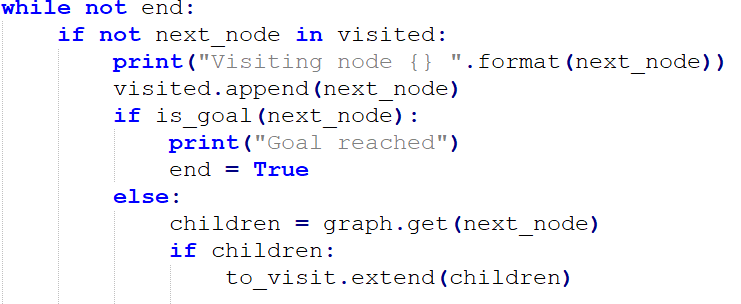 while not end:
    if not next_node in visited:
        print("Visiting node {} ".format(next_node))
        visited.append(next_node)
        if is_goal(next_node):
            print("Goal reached")
            end = True
        else:
            children = graph.get(next_node)
            if children:
                to_visit.extend(children)